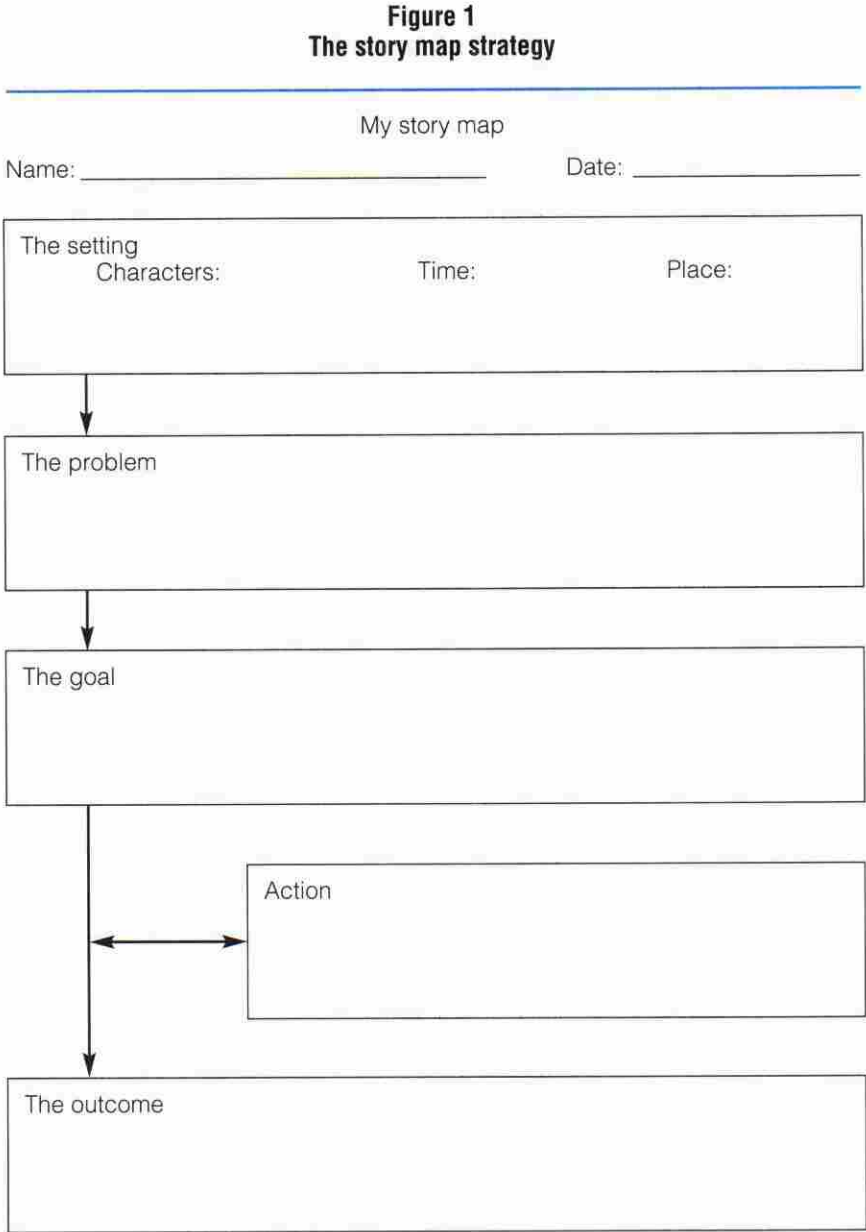 Figure 1
The story map strategy
My story map
Name: Date:
The setting
Characters: Time: Place:
The problem
The goal
Action
The outcome